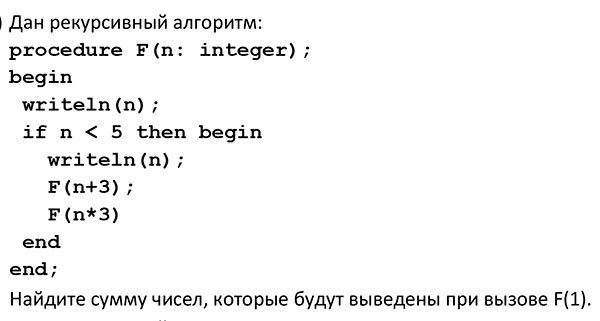 ) Дан рекурсивный алгоритм:
procedure F(n: integer);
begin
writeln(n);
if n < 5 then begin
writeln(n);
F(n+3);
F(n*3)
end
end;
Найдите сумму чисел, которые будут выведены при вызове F(1).